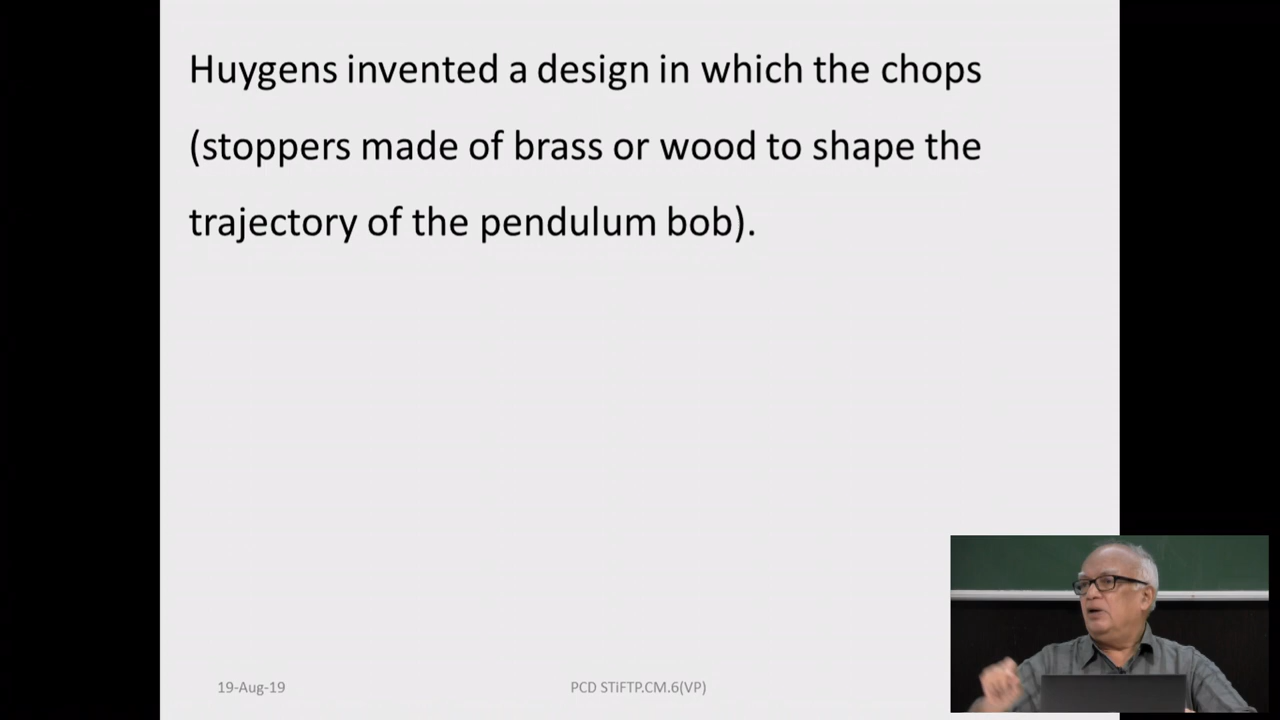 Huygens invented a design in which the chops
(stoppers made of brass or wood to shape the
trajectory of the pendulum bob).
19-Aug-19
PCD STiFTP.CM.6(VP)